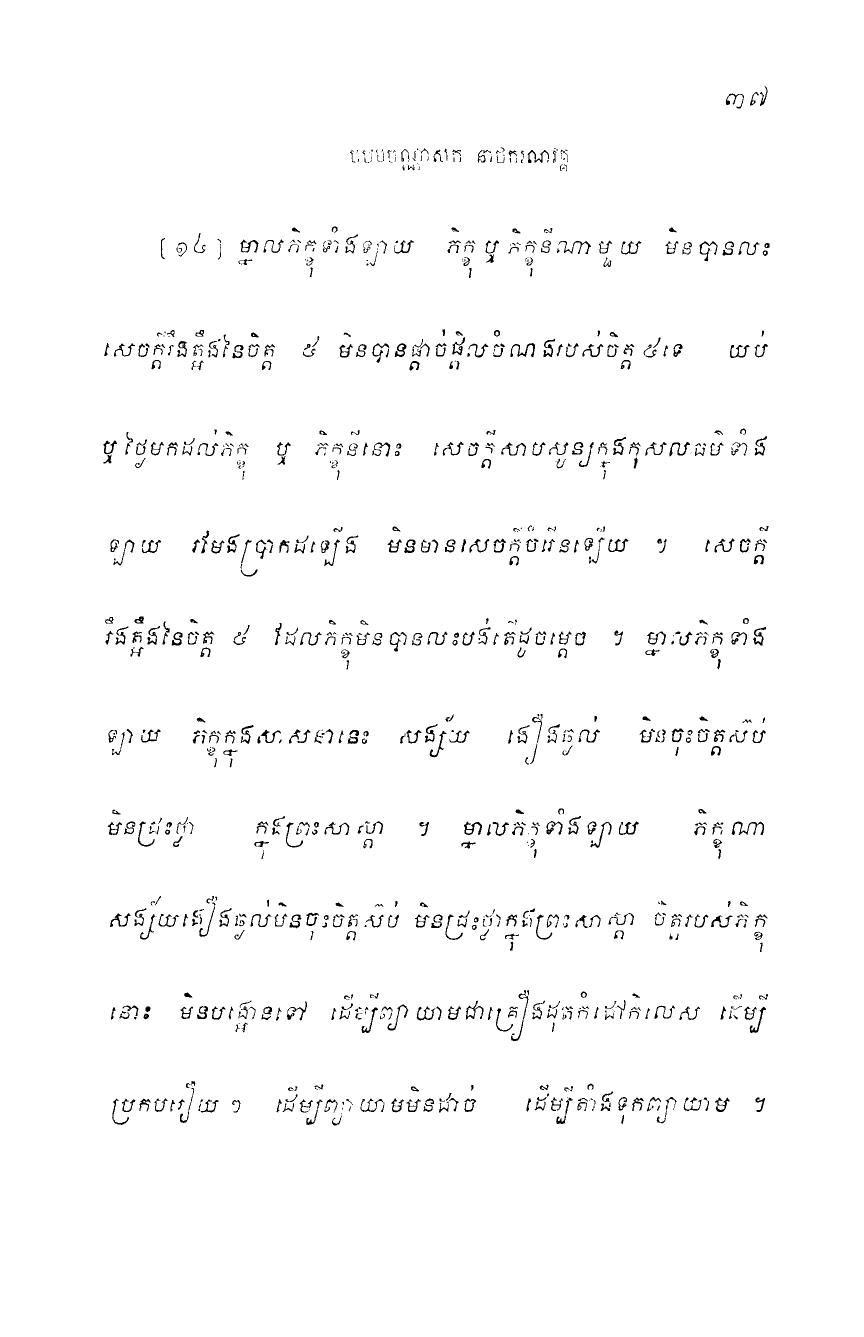 ៣៧
បឋមបណ្ណាសក នាថករណវគ្គ
[១៤] ម្នាលភិក្ខុទាំងឡាយ ភិក្ខុឬភិក្ខុនីណាមួយ មិនបានលះ
សេចក្តីរឹងត្អឹងនៃចិត្ត ៥ មិនបានផ្តាច់ផ្តិលចំណងរបស់ចិត្ត ៥ទេ យប់
ឬថ្ងៃមកដល់ភិក្ខុ ឬ ភិក្ខុនីនោះ សេចក្តីសាបសូន្យក្នុងកុសលធម៌ទាំង
ឡាយ រមែងប្រាកដឡើង មិនមានសេចក្តីចំរើនឡើយ ។ សេចក្តី
រឹងត្អឹងនៃចិត្ត ៥ ដែលភិក្ខុមិនបានលះបង់តើដូចម្តេច ។ ម្នាលភិក្ខុទាំង
ឡាយ ភិក្ខុក្នុងសាសនានេះ សង្ស័យ ងឿងឆ្ងល់ មិនចុះចិត្តស៊ប់
មិនជ្រះថ្លា ក្នុងព្រះសាស្តា ។ ម្នាលភិក្ខុទាំងឡាយ ភិក្ខុណា
សង្ស័យងឿងឆ្ងល់មិនចុះចិត្តស៊ប់ មិនជ្រះថ្លាក្នុងព្រះសាស្តា ចិត្តរបស់ភិក្ខុ
នោះ មិនបង្អោនទៅ ដើម្បីព្យាយាមជាគ្រឿងដុតកំដៅកិលេស ដើម្បី
ប្រកបរឿយ ៗ ដើម្បីព្យាយាមមិនដាច់ ដើម្បីតាំងទុកព្យាយាម ។